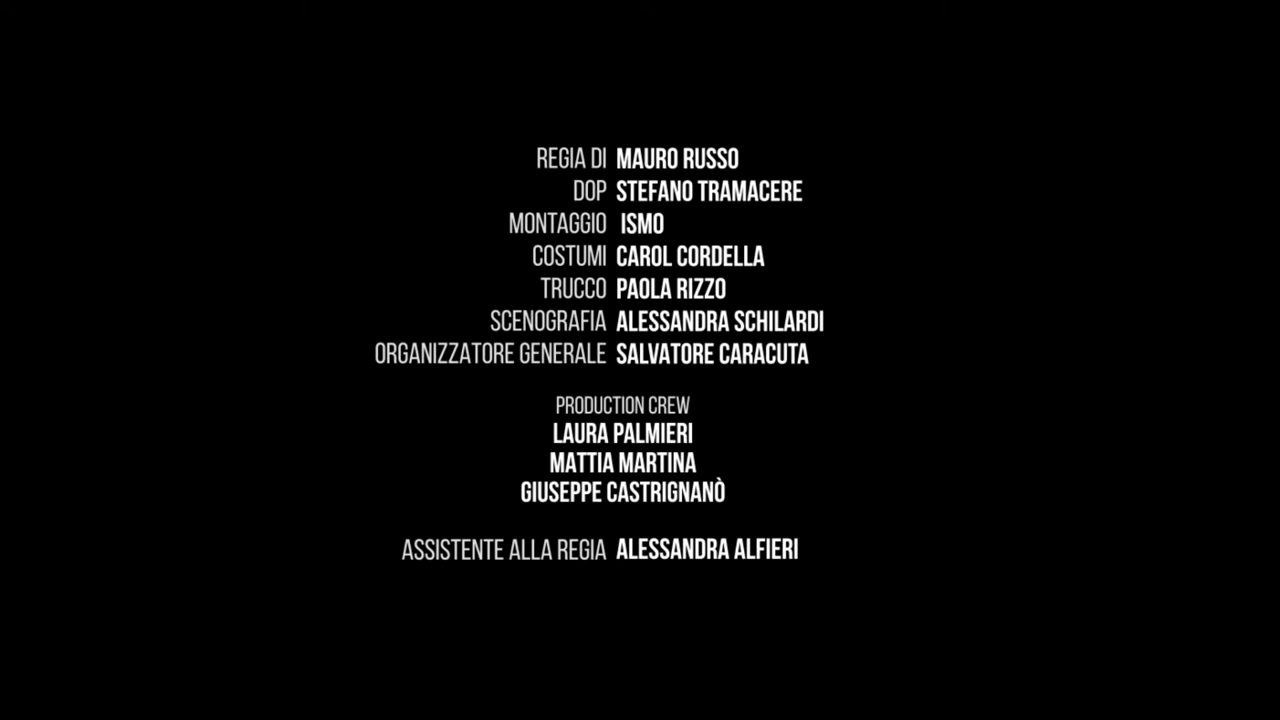 REGIA DI MAURO RUSSO
DOP STEFANO TRAMACERE
MONTAGGIO ISMO
COSTUMI CAROL CORDELLA
TRUCCO PAOLA RIZZO
SCENOGRAFIA ALESSANDRA SCHILARDI
ORGANIZZATORE GENERALE SALVATORE CARACUTA
PRODUCTION CREW
LAURA PALMIERI
MATTIA MARTINA
GIUSEPPE CASTRIGNANÒ
ASSISTENTE ALLA REGIA ALESSANDRA ALFIERI